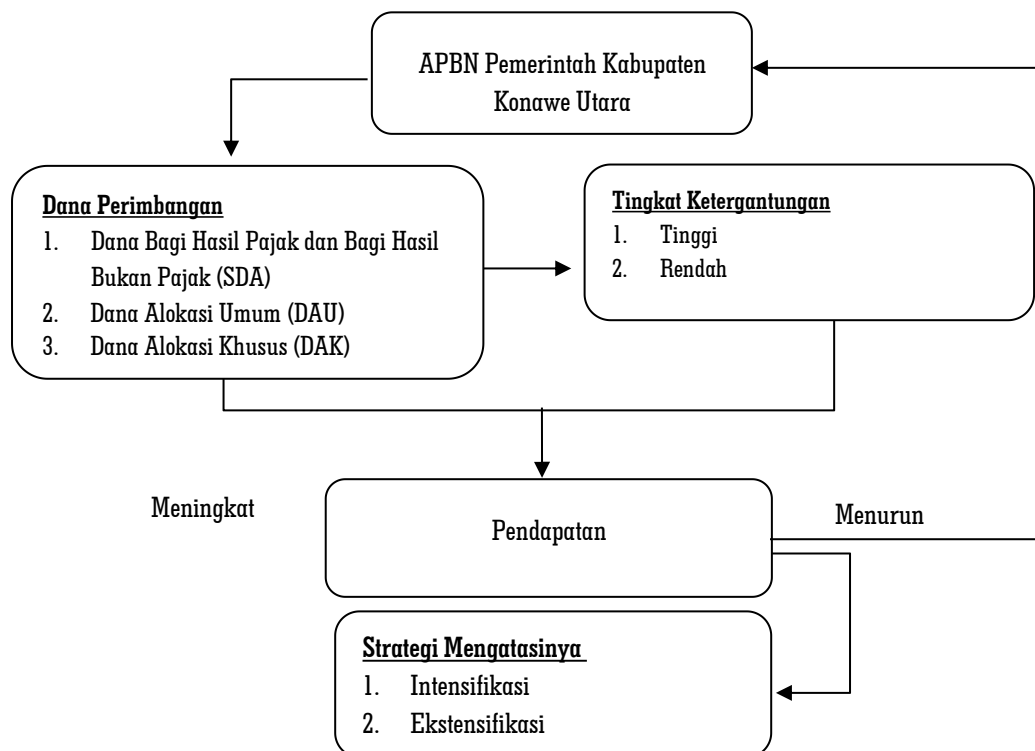 APBN Pemerintah Kabupaten
Konawe Utara
Dana Perimbangan
1. Dana Bagi Hasil Pajak dan Bagi Hasil
Bukan Pajak (SDA)
2. Dana Alokasi Umum (DAU)
3. Dana Alokasi Khusus (DAK)
Tingkat Ketergantungan
1. Tinggi
2. Rendah
Meningkat
Pendapatan
Menurun
Strategi Mengatasinya
1. Intensifikasi
2. Ekstensifikasi